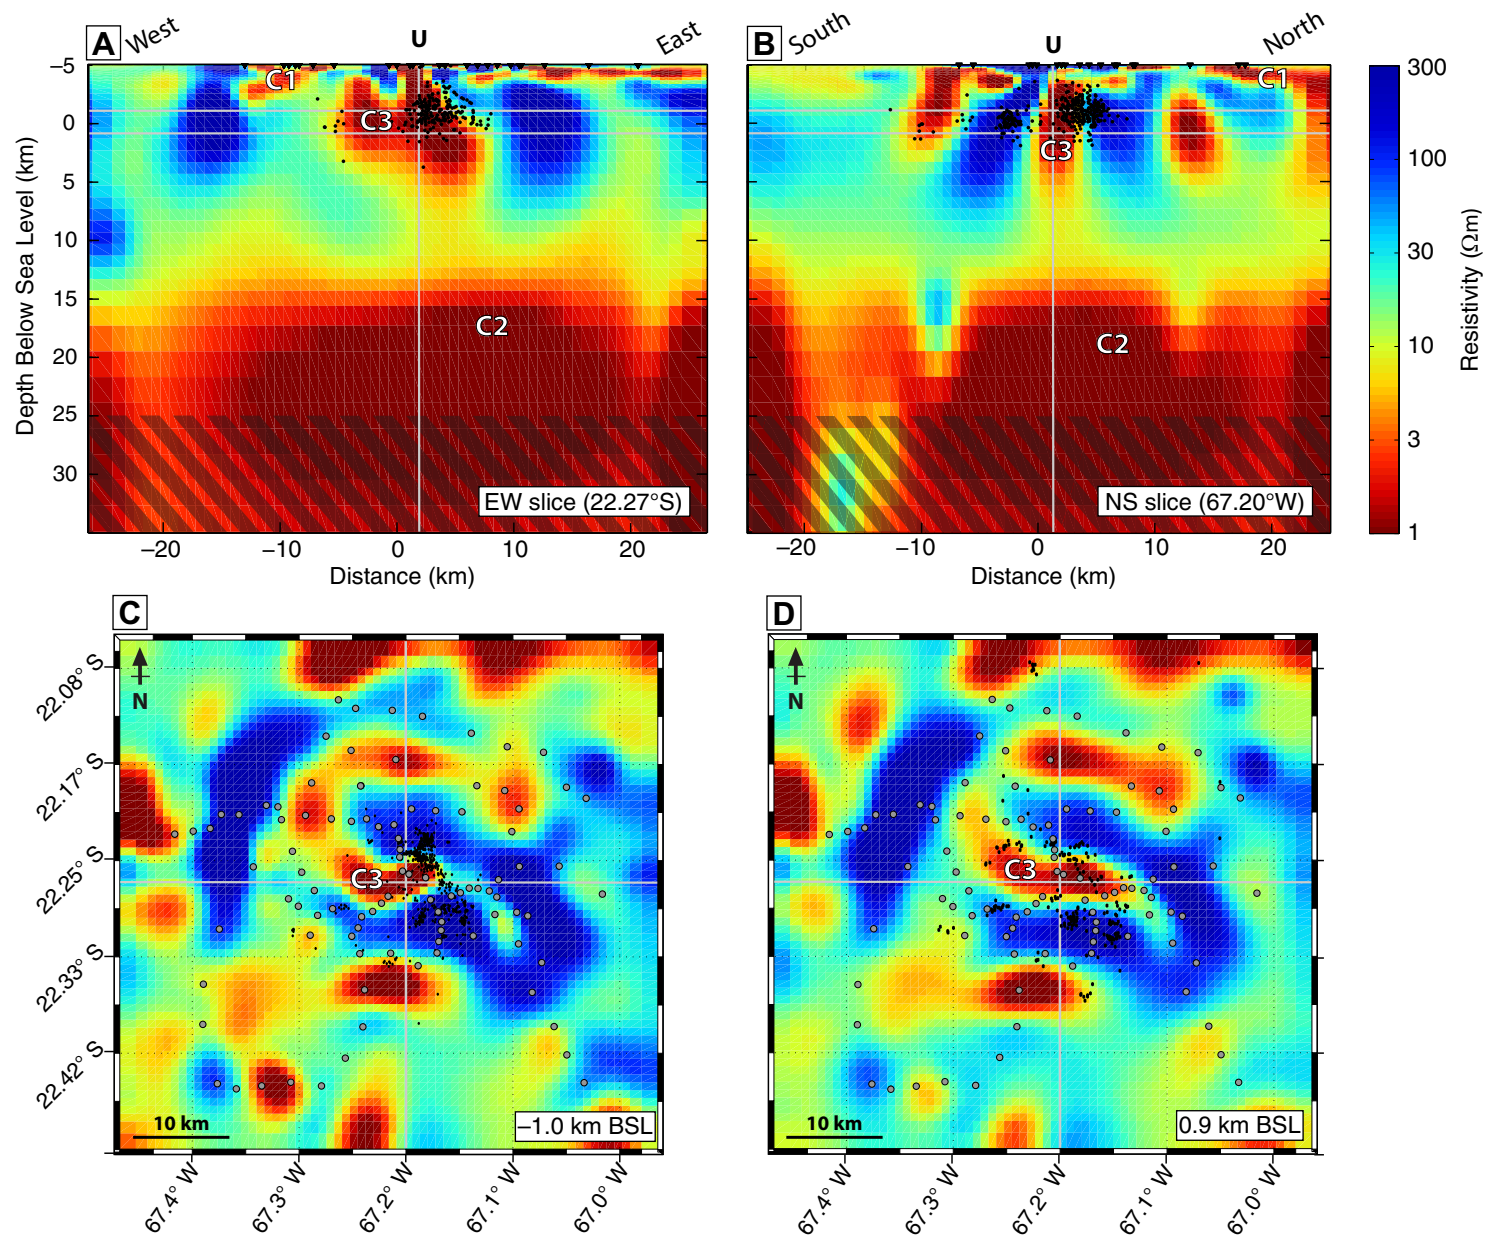 A
West
U
East
B
South
U
North
–5
0
5
10
15
20
25
30
Depth Below Sea Level (km)
C1
C3
C2
EW slice (22.27°S)
–20
–10
0
10
20
Distance (km)
C1
C3
C2
NS slice (67.20°W)
–20
–10
0
10
20
Distance (km)
300
100
30
10
3
1
Resistivity (Ωm)
C
N
22.08° S
22.17° S
22.25° S
22.33° S
22.42° S
C3
10 km
–1.0 km BSL
67.4° W
67.3° W
67.2° W
67.1° W
67.0° W
D
N
C3
10 km
0.9 km BSL
67.4° W
67.3° W
67.2° W
67.1° W
67.0° W